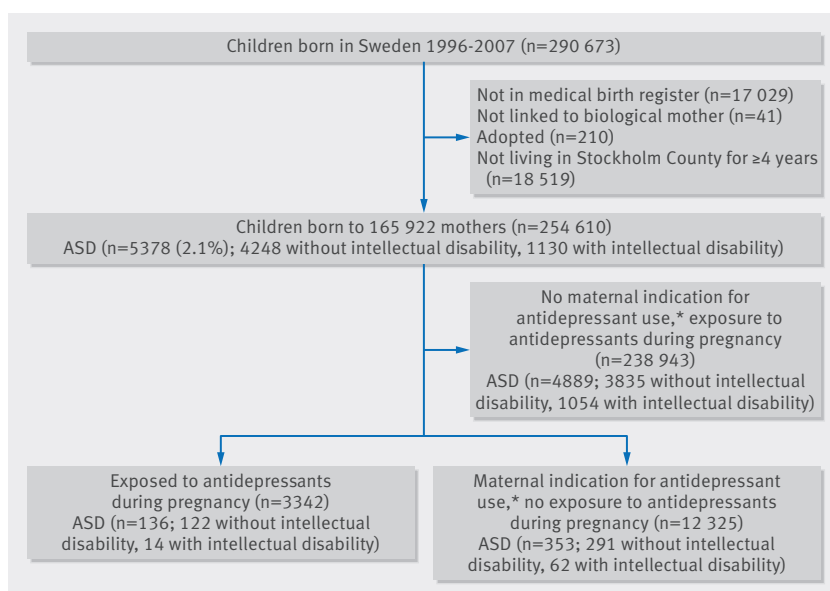 Children born in Sweden 1996-2007 (n=290 673)
Not in medical birth register (n=17 029)
Not linked to biological mother (n=41)
Adopted (n=210)
Not living in Stockholm County for ≥4 years
(n=18 519)
Children born to 165 922 mothers (n=254 610)
ASD (n=5378 (2.1%); 4248 without intellectual disability, 1130 with intellectual disability)
No maternal indication for
antidepressant use,* exposure to
antidepressants during pregnancy
(n=238 943)
ASD (n=4889; 3835 without intellectual
disability, 1054 with intellectual disability)
Exposed to antidepressants
during pregnancy (n=3342)
ASD (n=136; 122 without intellectual
disability, 14 with intellectual disability)
Maternal indication for antidepressant
use,* no exposure to antidepressants
during pregnancy (n=12 325)
ASD (n=353; 291 without intellectual
disability, 62 with intellectual disability)